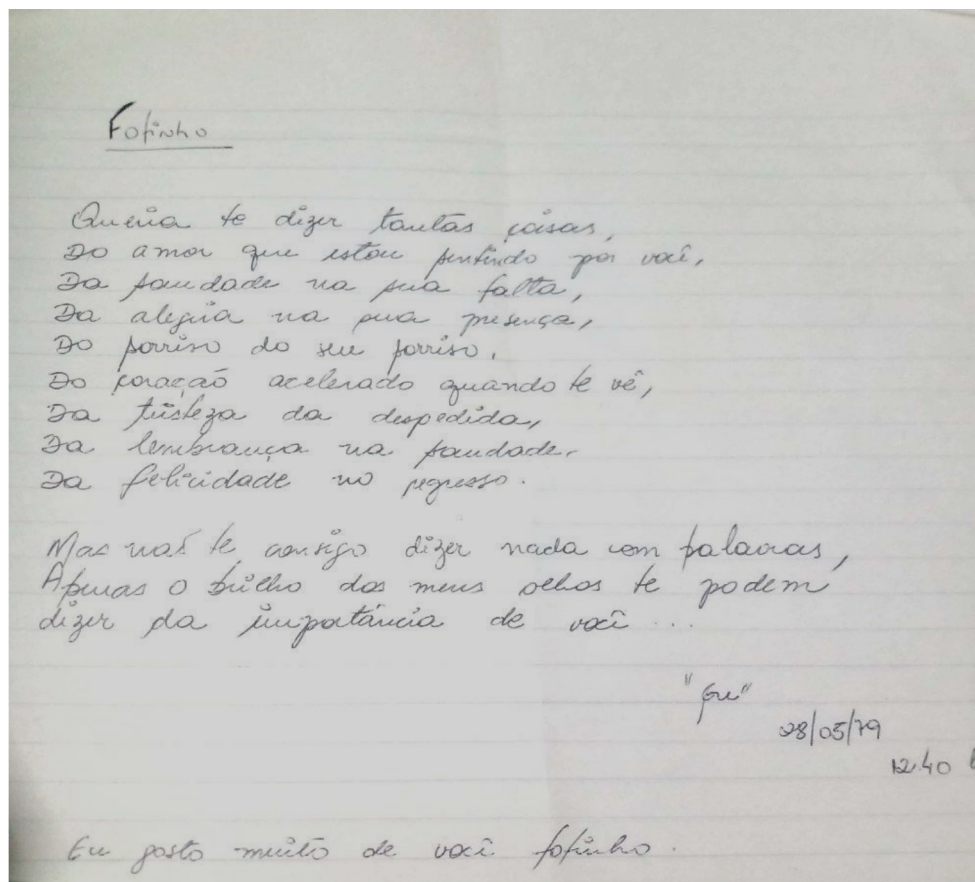 Fofinho
Queria te dizer tantas coisas,
Do amor que estou sentindo por você,
Da saudade na sua falta,
Da alegria na sua presença,
Do sorriso do seu sorriso,
Do coração acelerado quando te vê,
Da tristeza da despedida,
Da lembrança na saudade,
Da felicidade no regresso.
Mas não te consigo dizer nada com palavras,
Apenas o brilho dos meus olhos te podem
dizer da importância de você ...
28/05/79
12:40
Eu gosto muito de você fofinho.